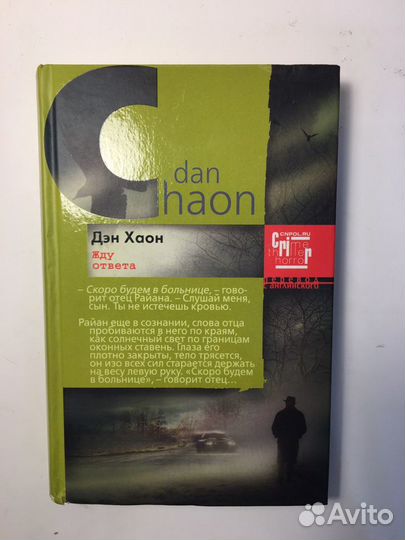 dan
Chaon
Дэн Хаон
Жду
ответа
CNPOL.RU
crime
thriller
horror
перевод
с английского
– Скоро будем в больнице, – гово-
рит отец Райана. – Слушай меня,
сын. Ты не истечешь кровью.
Райан еще в сознании, слова отца
пробиваются в него по краям,
как солнечный свет по границам
оконных ставень. Глаза его
плотно закрыты, тело трясется,
он изо всех сил старается держать
на весу левую руку. «Скоро будем
в больнице», – говорит отец...
Avito